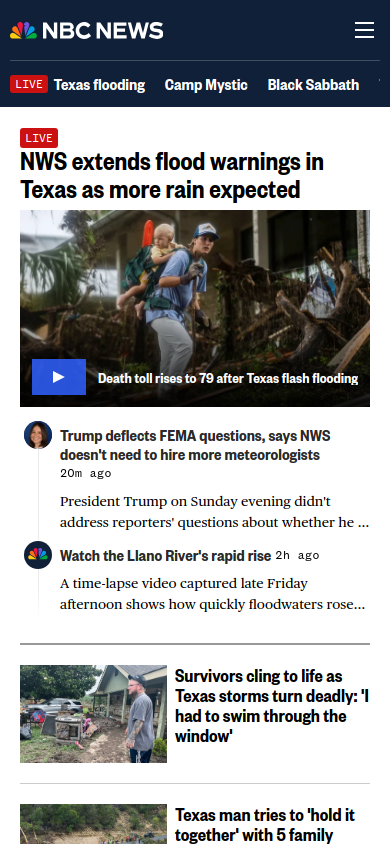 NBC NEWS
LIVE Texas flooding Camp Mystic Black Sabbath
LIVE
NWS extends flood warnings in
Texas as more rain expected
Death toll rises to 79 after Texas flash flooding
Trump deflects FEMA questions, says NWS
doesn't need to hire more meteorologists
20m ago
President Trump on Sunday evening didn't
address reporters' questions about whether he ...
Watch the Llano River's rapid rise 2h ago
A time-lapse video captured late Friday
afternoon shows how quickly floodwaters rose...
Survivors cling to life as
Texas storms turn deadly: 'I
had to swim through the
window'
Texas man tries to 'hold it
together' with 5 family